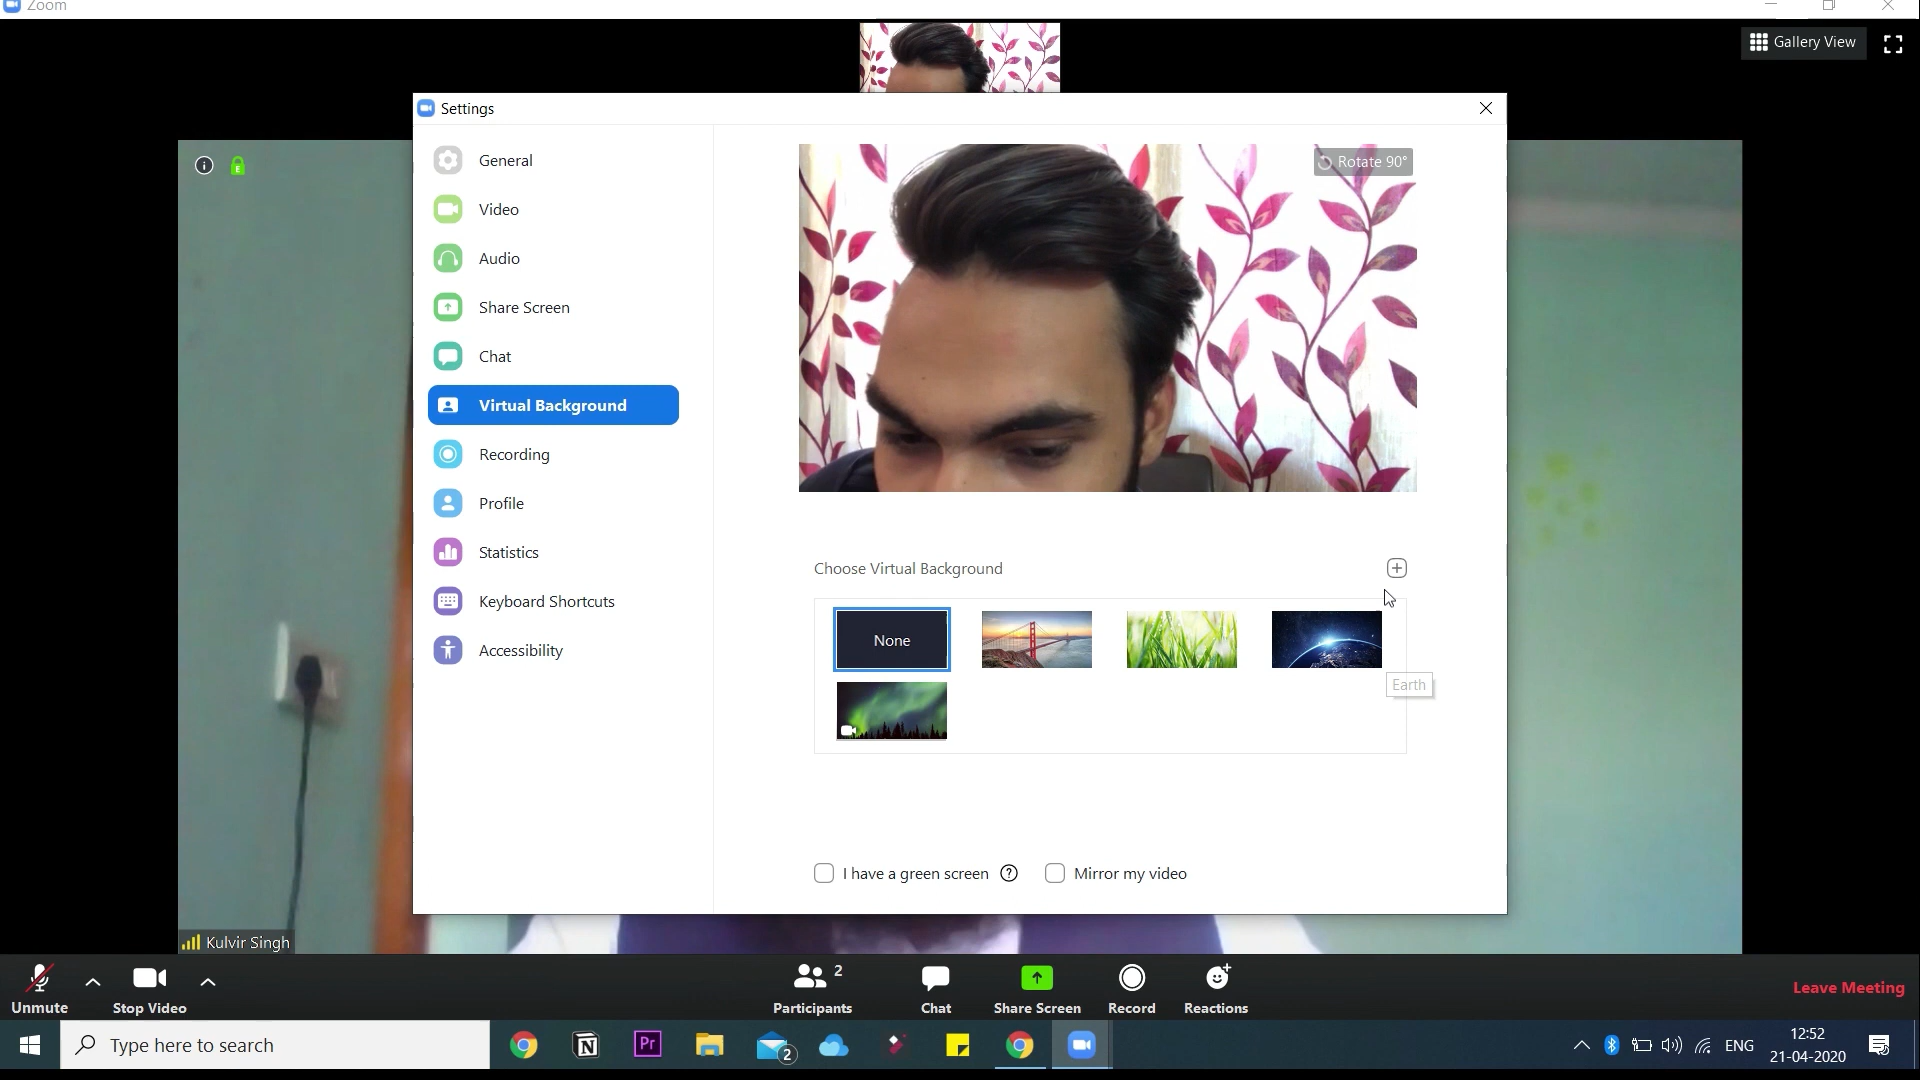 Zoom
Gallery View
Settings
General
Video
Audio
Share Screen
Chat
Virtual Background
Recording
Profile
Statistics
Keyboard Shortcuts
Accessibility
Rotate 90°
Choose Virtual Background
None
Earth
I have a green screen
Mirror my video
Kulvir Singh
Unmute
Stop Video
Participants 2
Chat
Share Screen
Record
Reactions
Leave Meeting
Type here to search
Pr
2
ENG
12:52
21-04-2020